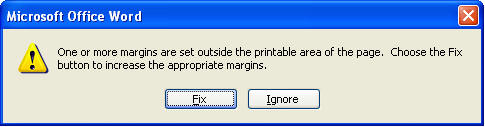 Microsoft Office Word
One or more margins are set outside the printable area of the page.  Choose the Fix
button to increase the appropriate margins.
Fix
Ignore